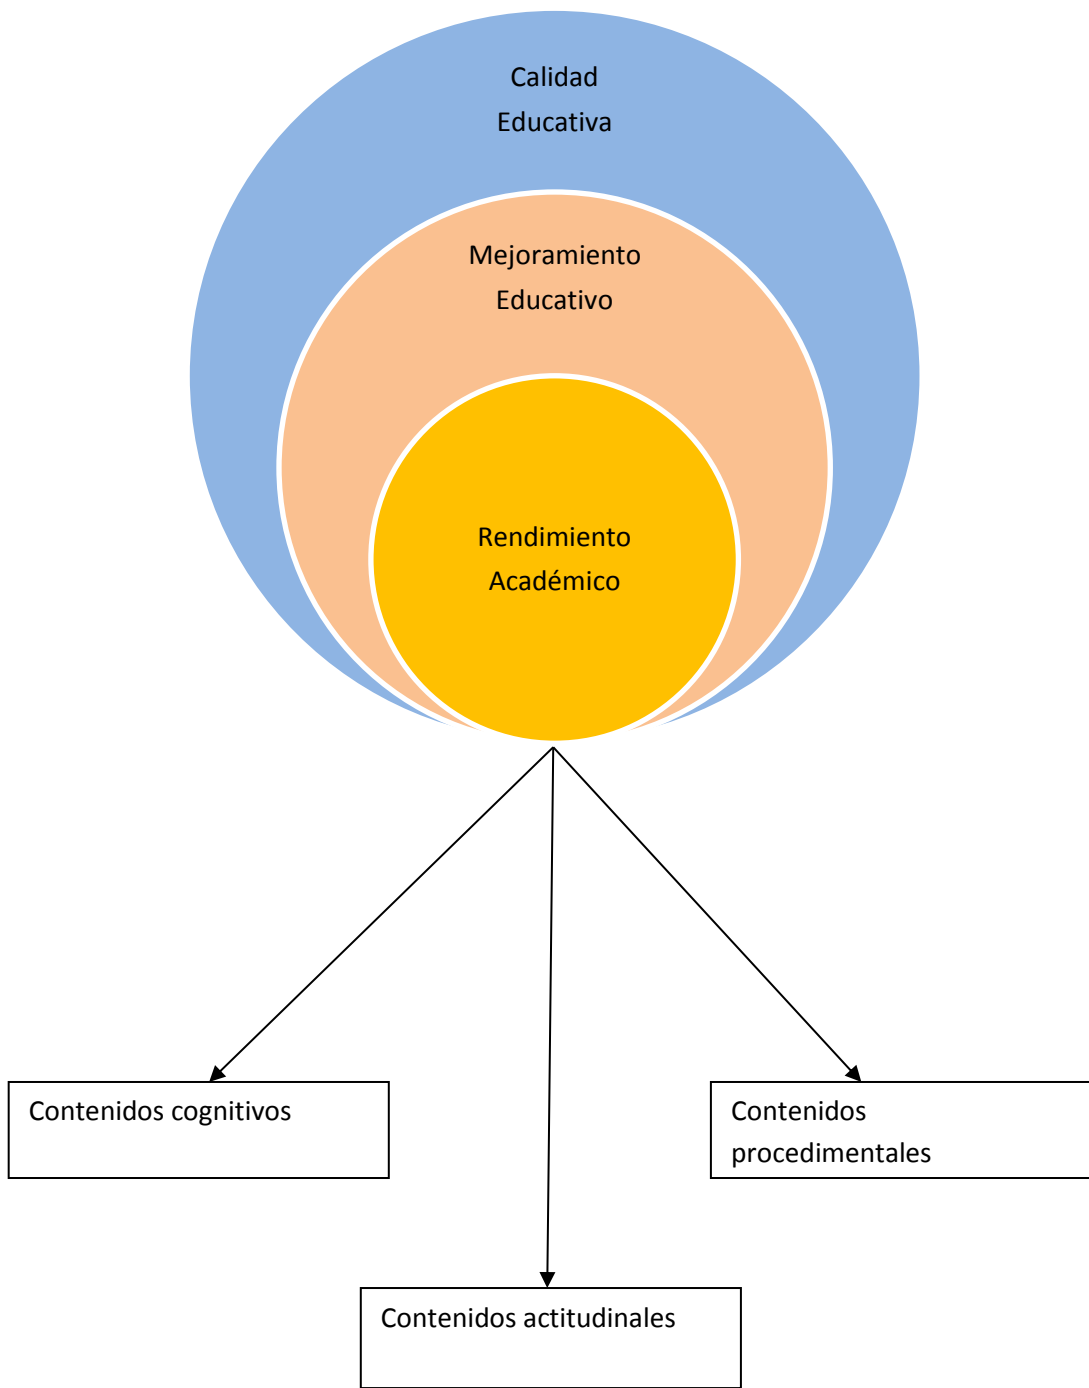 Calidad
Educativa
Mejoramiento
Educativo
Rendimiento
Académico
Contenidos cognitivos
Contenidos
procedimentales
Contenidos actitudinales